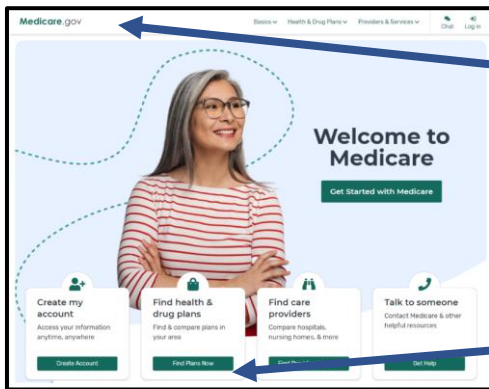 Medicare.gov
Basics
Health & Drug Plans
Providers & Services
Chat
Log in
Welcome to
Medicare
Get Started with Medicare
Create my
account
Access your information
anytime, anywhere
Create Account
Find health &
drug plans
Find & compare plans in
your area
Find Plans Now
Find care
providers
Compare hospitals,
nursing homes, & more
Talk to someone
Contact Medicare & other
helpful resources
Get Help